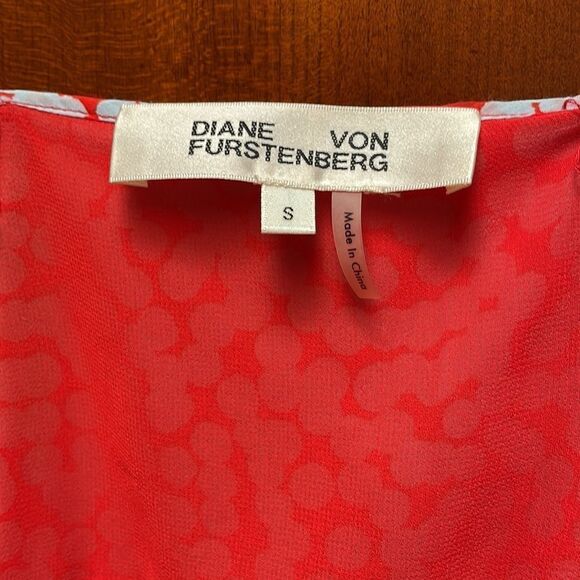 DIANE VON
FURSTENBERG
S
Made In China